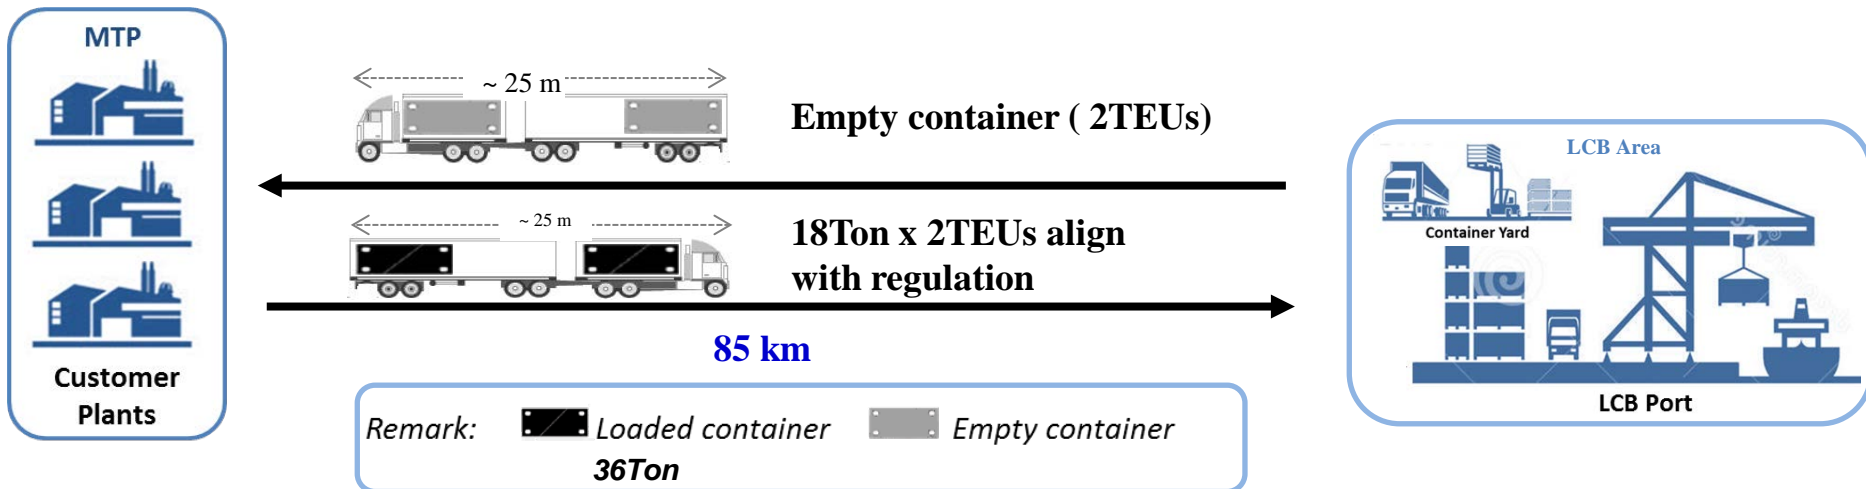 MTP
Customer
Plants
~ 25 m
Empty container ( 2TEUs)
~ 25 m
18Ton x 2TEUs align
with regulation
85 km
LCB Area
Container Yard
LCB Port
Remark: Loaded container Empty container
36Ton